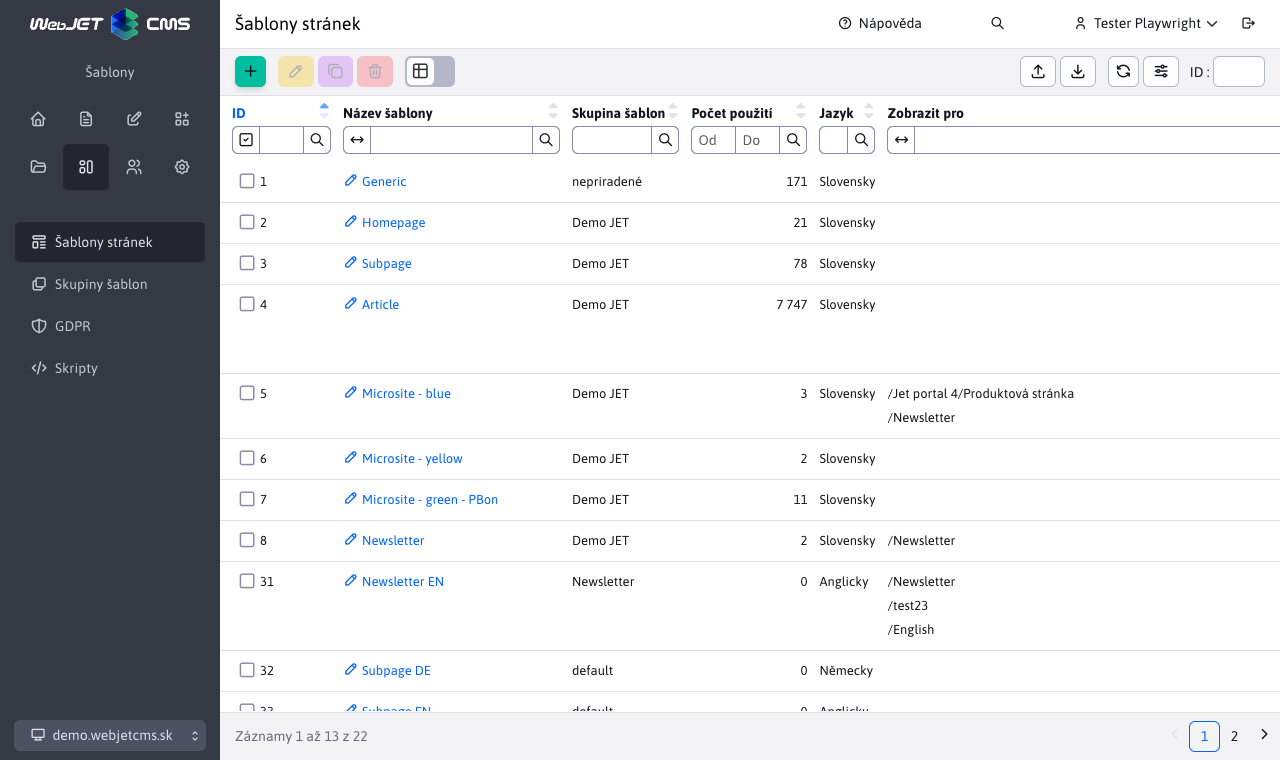 WebJET CMS
Šablony stránek
Nápověda
Tester Playwright
Šablony
ID :
ID
Název šablony
Skupina šablon
Počet použití
Jazyk
Zobrazit pro
Od
Do
1 Generic nepriradené 171 Slovensky
2 Homepage Demo JET 21 Slovensky
3 Subpage Demo JET 78 Slovensky
4 Article Demo JET 7 747 Slovensky
5 Microsite - blue Demo JET 3 Slovensky /Jet portal 4/Produktová stránka
/Newsletter
6 Microsite - yellow Demo JET 2 Slovensky
7 Microsite - green - PBon Demo JET 11 Slovensky
8 Newsletter Demo JET 2 Slovensky /Newsletter
31 Newsletter EN Newsletter 0 Anglicky /Newsletter
/test23
/English
32 Subpage DE default 0 Německy
33 Subpage EN default 0 Anglicky
Šablony stránek
Skupiny šablon
GDPR
Skripty
demo.webjetcms.sk
Záznamy 1 až 13 z 22
1
2